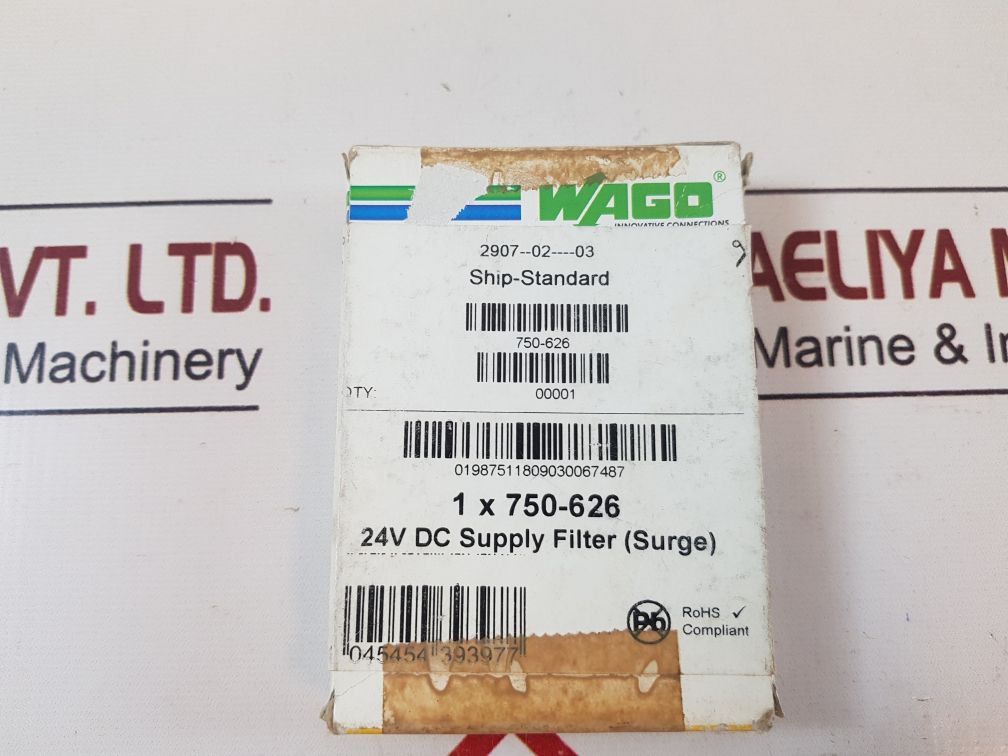 WAGO®
INNOVATIVE CONNECTIONS
2907--02----03
Ship-Standard
750-626
QTY: 00001
01987511809030067487
1 x 750-626
24V DC Supply Filter (Surge)
045454 393977
Pb
RoHS ✓
Compliant
VT. LTD.
Machinery
AELIYA
Marine & In